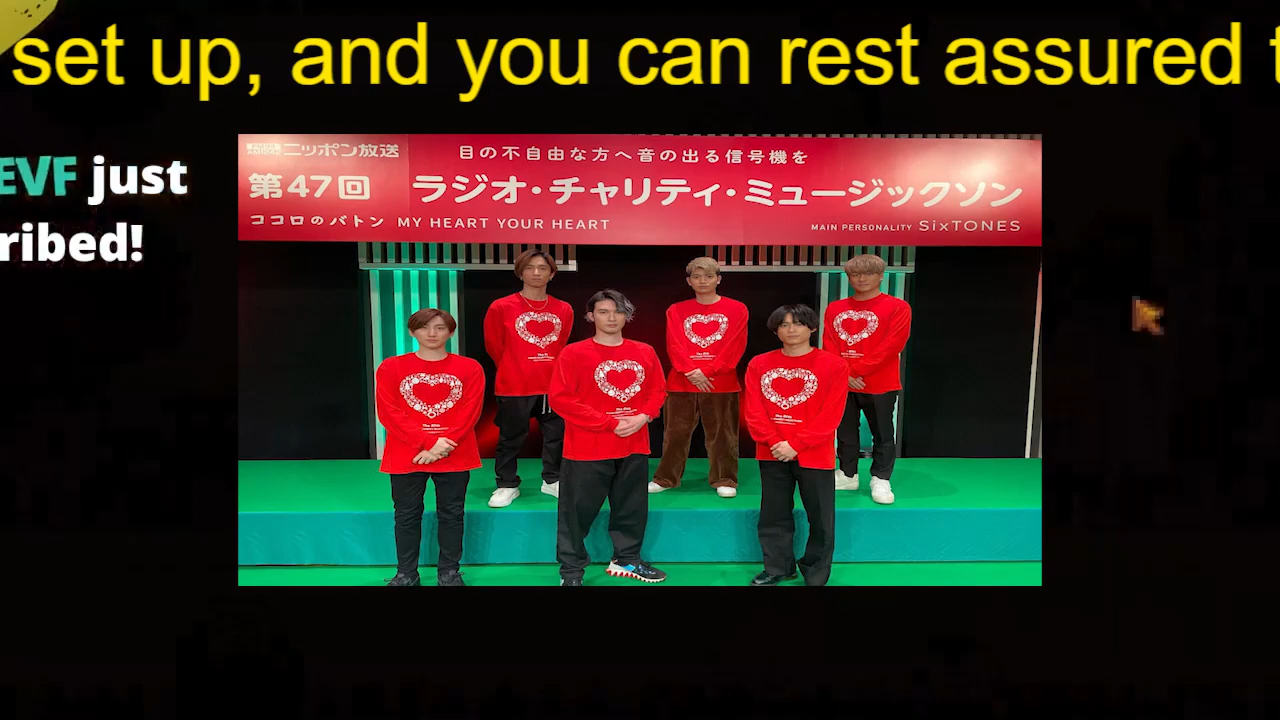 set up, and you can rest assured
EVF just
ribed!
ニッポン放送
目の不自由な方へ音の出る信号機を
第47回 ラジオ・チャリティ・ミュージックソン
ココロのバトン MY HEART YOUR HEART
MAIN PERSONALITY SixTONES